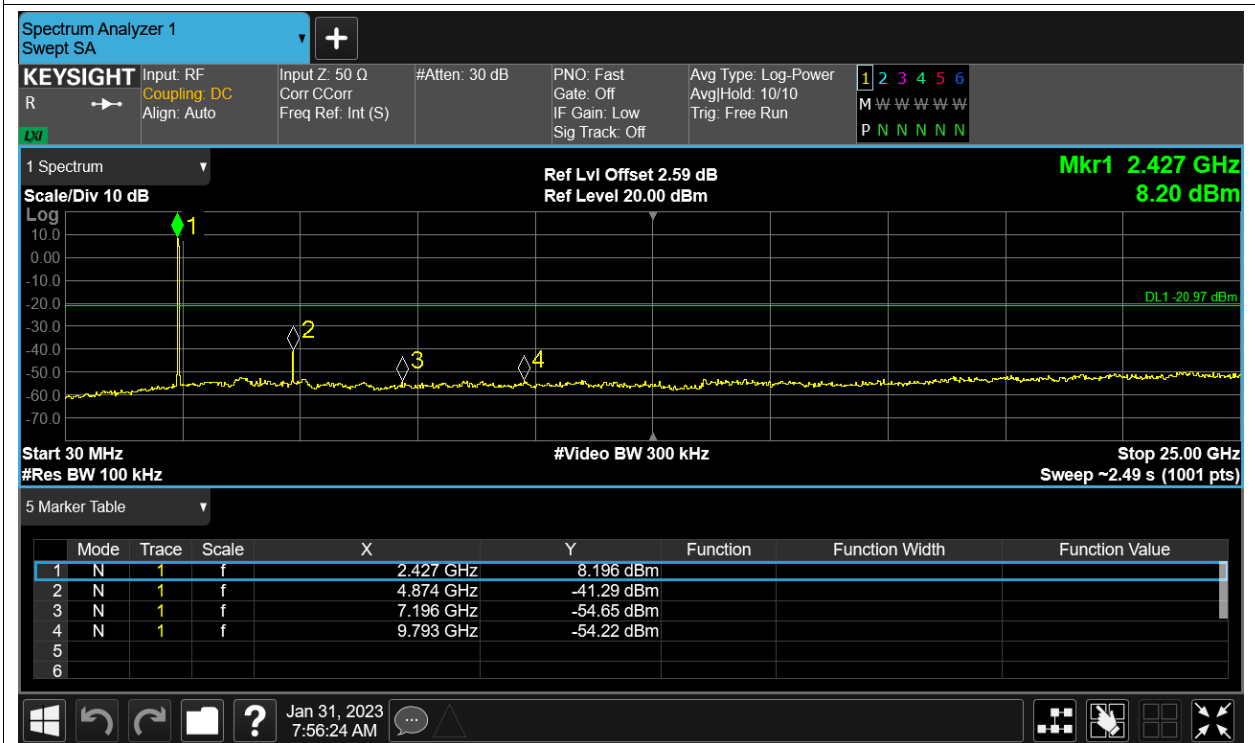 Spectrum Analyzer 1
Swept SA
KEYSIGHT
R
LXI
Input: RF
Coupling: DC
Align: Auto
Input Z: 50 Ω
Corr CCorr
Freq Ref: Int (S)
#Atten: 30 dB
PNO: Fast
Gate: Off
IF Gain: Low
Sig Track: Off
Avg Type: Log-Power
Avg|Hold: 10/10
Trig: Free Run
1 2 3 4 5 6
M W W W W W
P N N N N N
1 Spectrum
Scale/Div 10 dB
Ref Lvl Offset 2.59 dB
Ref Level 20.00 dBm
Mkr1 2.427 GHz
8.20 dBm
Log
10.0
0.00
-10.0
-20.0
-30.0
-40.0
-50.0
-60.0
-70.0
1
2
3
4
DL1 -20.97 dBm
Start 30 MHz
#Res BW 100 kHz
#Video BW 300 kHz
Stop 25.00 GHz
Sweep ~2.49 s (1001 pts)
5 Marker Table
Mode Trace Scale X Y Function Function Width Function Value
1 N 1 f 2.427 GHz 8.196 dBm
2 N 1 f 4.874 GHz -41.29 dBm
3 N 1 f 7.196 GHz -54.65 dBm
4 N 1 f 9.793 GHz -54.22 dBm
5
6
?
Jan 31, 2023
7:56:24 AM